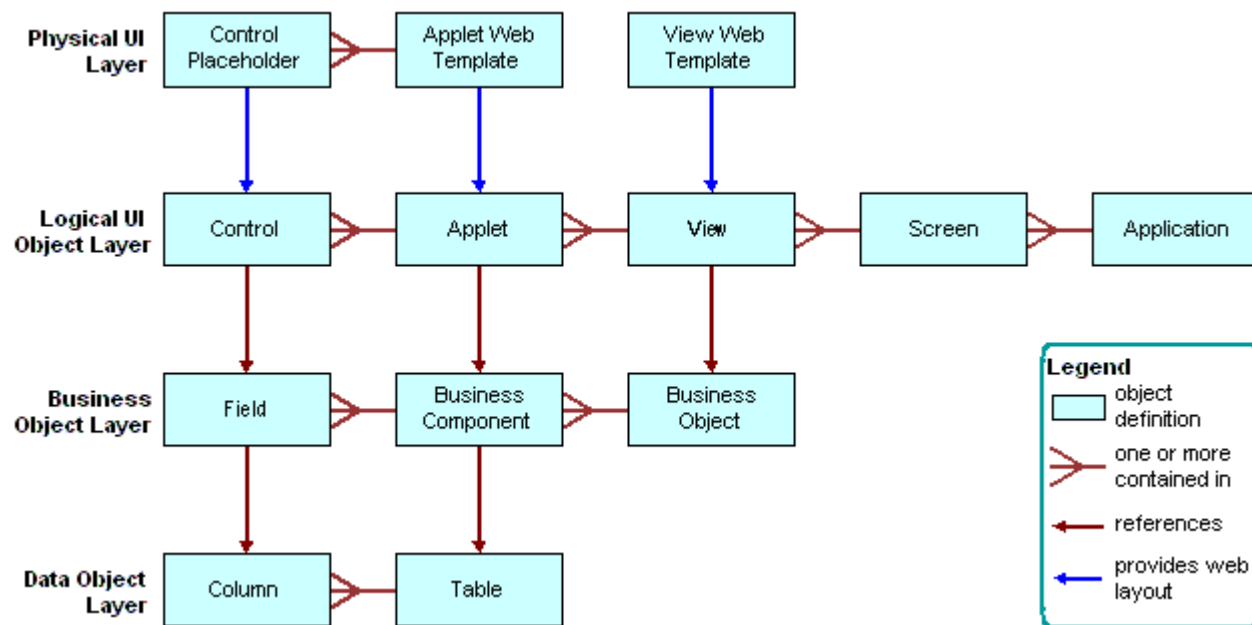 Physical UI
Layer
Control
Placeholder
Applet Web
Template
View Web
Template
Logical UI
Object Layer
Control
Applet
View
Screen
Application
Business
Object Layer
Field
Business
Component
Business
Object
Data Object
Layer
Column
Table
Legend
object
definition
one or more
contained in
references
provides web
layout